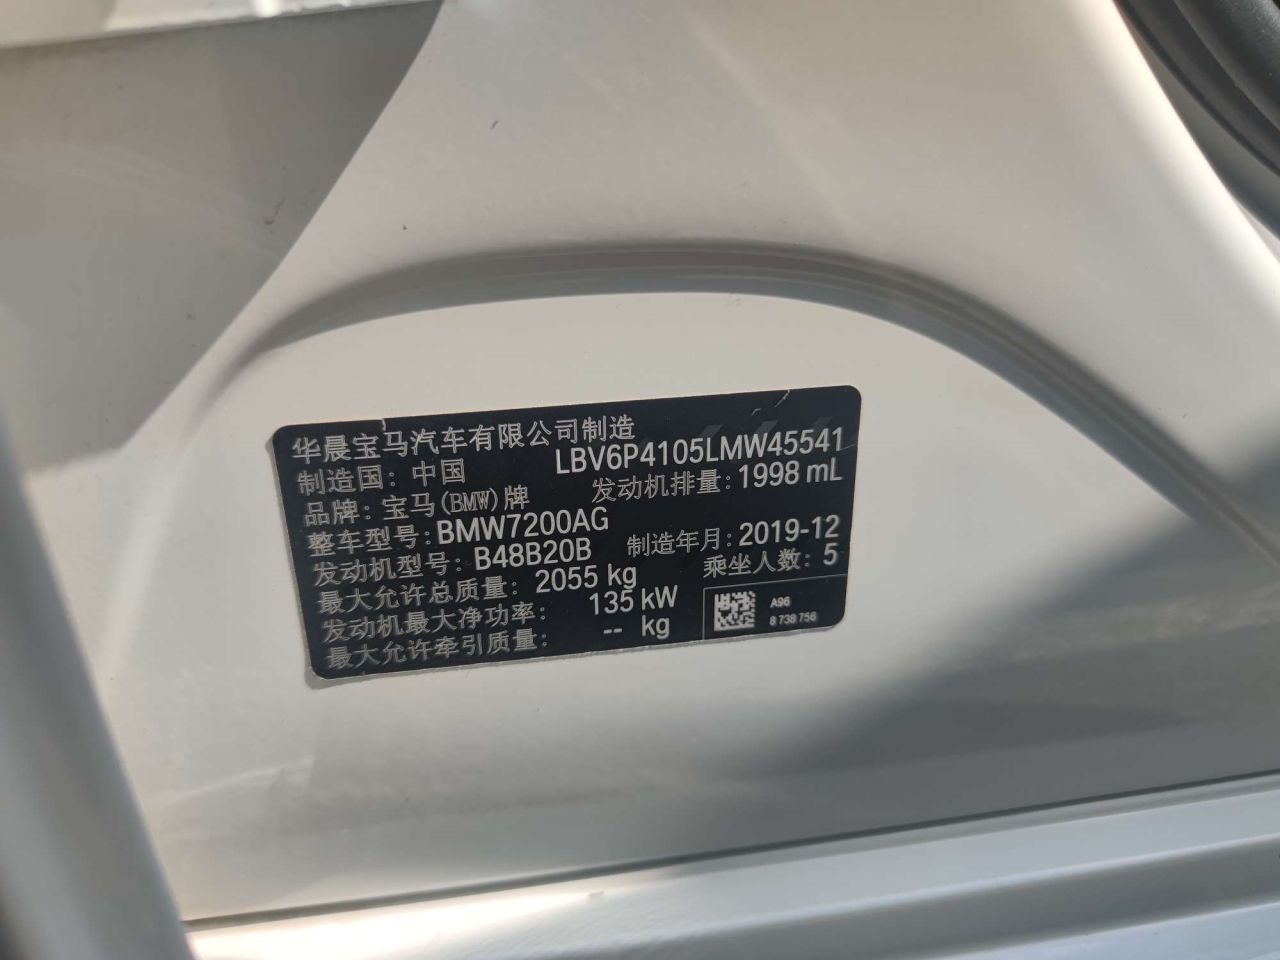 华晨宝马汽车有限公司制造
制造国：中国 LBV6P4105LMW45541
品牌：宝马(BMW)牌 发动机排量：1998 mL
整车型号：BMW7200AG
发动机型号：B48B20B 制造年月：2019-12
最大允许总质量：2055 kg 乘坐人数：5
发动机最大净功率：135 kW
最大允许牵引质量：-- kg
A96
8 738 756